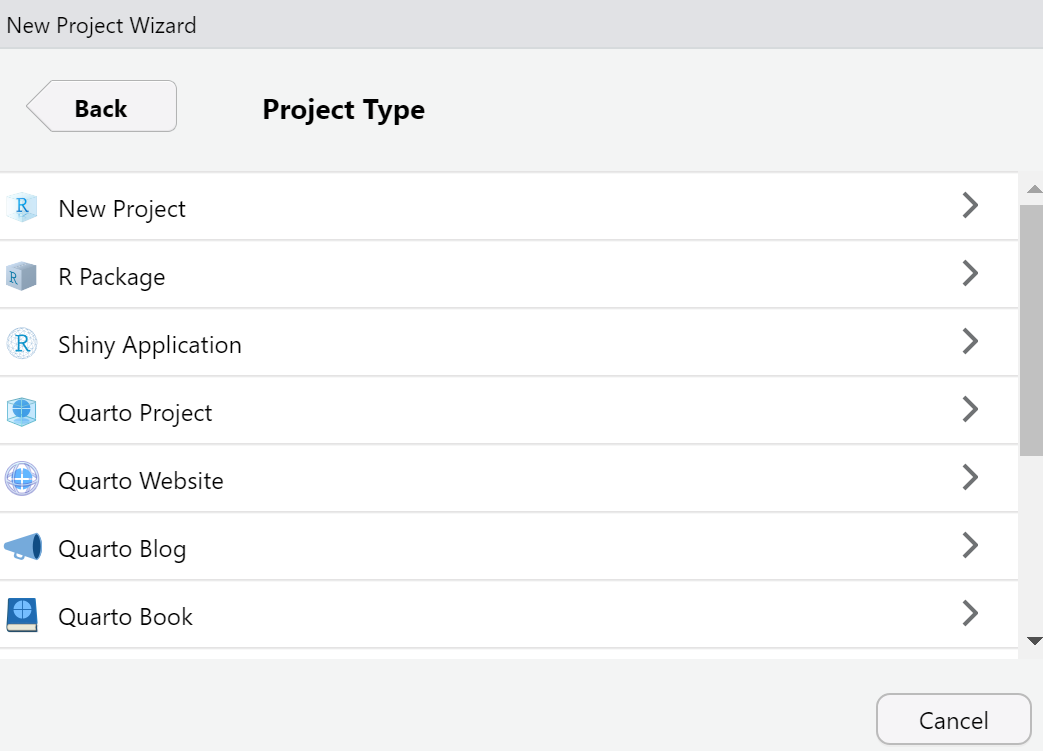 New Project Wizard
Back
Project Type
R New Project
R R Package
R Shiny Application
Quarto Project
Quarto Website
Quarto Blog
Quarto Book
Cancel